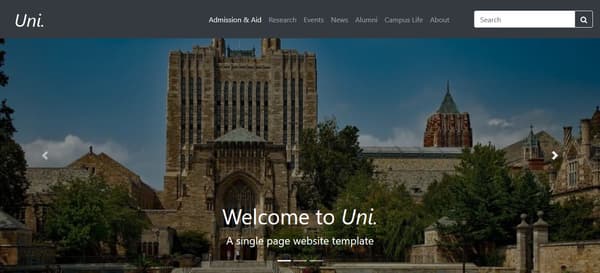 Uni.
Admission & Aid Research Events News Alumni Campus Life About
Search
Welcome to Uni.
A single page website template